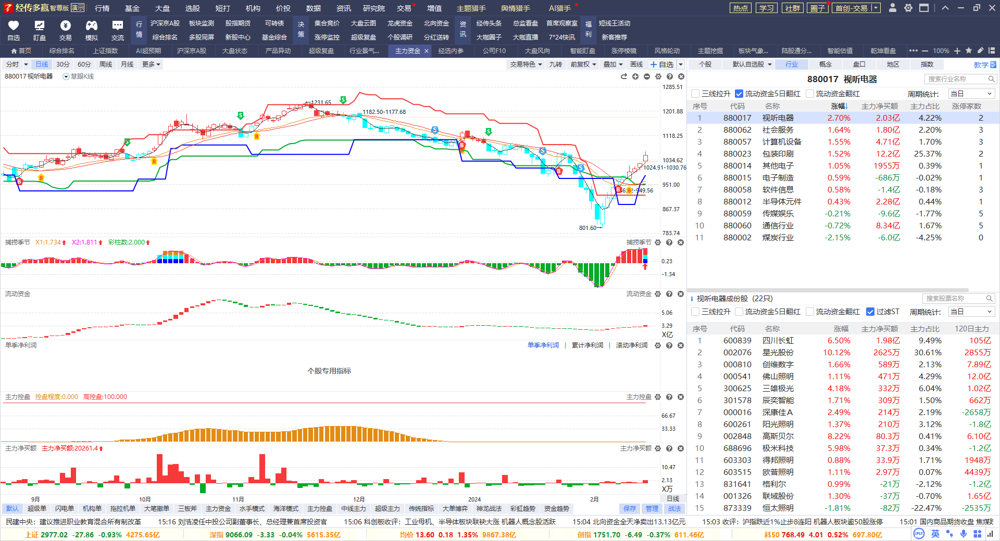 经传多赢 智尊版 演示 行情 基金 大盘 选股 短打 机构 价投 数据 资讯 研究院 交易 增值 主题猎手 舆情猎手 AI猎手 热点 学习 社群 圈子 首创-交易
自选 盯盘 交易 模拟 交流 行情 决策 资讯 福利
沪深京A股 板块监测 股指期货 可转债 集合竞价 大盘云图 龙虎资金 北向资金 经传头条 总监看盘 首席观察室 短线王活动
综合排名 多股同屏 新股中心 基金综合 涨停监控 超级复盘 个股调研 分红送转 大咖圈子 大咖直播 7*24快讯 新客推荐
首页 综合排名 上证指数 AI超预期 沪深京A股 大盘状态 产品异动 超级复盘 行业景气... 主力资金 经选内参 公司F10 大盘风向 智能盯盘 涨停棱镜 风格轮动 主题挖掘 板块气象... 陆股通分... 智能估值 乾坤看盘 100%
分时 日线 30分 60分 周线 月线 更多 交易特色 九转 前复权 叠加 画线 自选
880017 视听电器 慧眼K线
1285.51
1201.88
1118.25
1034.62
951.00
867.37
783.74
1231.65
1182.50-1177.68
1024.91-1030.76
-949.56
801.60
捕捞季节 X1:1.734 X2:1.811 彩柱数:2.000 捕捞季节
0.23
-1.34
流动资金 流动资金
5.06
3.29
X亿
单季净利润 单季净利润 累计净利润 滚动净利润
个股专用指标
主力控盘 控盘程度:0.000 高控盘:100.000 主力控盘
66.67
33.33
主力净买额 主力净买额:20261.4 主力净买额
10.47
2.13
X万
9月 10月 11月 12月 2024 2月 日线
默认 超级单 闪电单 机构单 拖拉机单 大笔撤单 三板斧 主力资金 水手模式 海洋模式 主力控盘 中线主力 超级主力 传统指标 大单博弈 神龙战法 彩虹趋势 资金趋势 保存 管理 战法
个股 默认自选股 行业 概念 盘口 地区 指数 教学
880017 视听电器 搜索行业名称
三线拉升 流动资金5日翻红 流动资金翻红 周期统计: 当日
序号 代码 名称 涨幅↓ 主力净买额 主力占比 涨停家数
1 880017 视听电器 2.70% 2.03亿 4.22% 2
2 880062 社会服务 1.64% 1.80亿 2.20% 3
3 880057 计算机设备 1.55% 4.71亿 1.70% 3
4 880023 包装印刷 1.52% 12.2亿 25.37% 2
5 880014 其他电子 1.05% 1955万 0.39% 1
6 880015 电子制造 0.59% -686万 -0.02% 1
7 880058 软件信息 0.58% -1.4亿 -0.18% 3
8 880012 半导体元件 0.43% 2.28亿 0.44% 1
9 880059 传媒娱乐 -0.21% -9.6亿 -1.77% 5
10 880060 通信行业 -0.72% 8.34亿 1.67% 5
11 880002 煤炭行业 -2.15% -6.0亿 -4.25% 0
视听电器成份股 (22只) 搜索股票名称
三线拉升 流动资金5日翻红 流动资金翻红 过滤ST 周期统计: 当日
序号 代码 名称 涨幅 主力净买额 主力占比 120日主力
1 600839 四川长虹 6.50% 1.98亿 9.49% 105亿
2 002076 星光股份 10.12% 2625万 30.61% 2855万
3 000810 创维数字 1.66% 589万 2.13% 7.89亿
4 000541 佛山照明 1.11% 471万 4.29% 12.0亿
5 300625 三雄极光 4.18% 332万 6.04% 1.02亿
6 301578 辰奕智能 1.71% 309万 1.50% 662万
7 000016 深康佳Ａ 2.49% 214万 2.19% -2658万
8 600261 阳光照明 1.37% 210万 3.12% -1.8亿
9 002848 高斯贝尔 8.22% 80.3万 0.41% 6.10亿
10 688696 极米科技 5.98% 37.3万 0.34% -1.2亿
11 603303 得邦照明 0.88% 33.9万 1.71% 1948万
12 603515 欧普照明 1.11% 2.97万 0.07% 4439万
13 831641 格利尔 0.99% -21万 -2.12% -1.2亿
14 001326 联域股份 1.30% -37万 -0.70% 1.65亿
15 873339 恒太照明 -1.81% -82万 -22.47% -2535万
民建中央：建议推进职业教育混合所有制改革 15:16 刘浩凌任中投公司副董事长、总经理兼首席投资官 15:06 科创板收评：工业母机、半导体板块联袂大涨 机器人概念股活跃 15:04 北向资金全天净卖出13.13亿元 15:03 收评：沪指跌近1%止步8连阳 机器人板块逾50股涨停 15:01 国内商品期货收盘 焦煤跌
上证 2977.02 -27.86 -0.93% 4275.65亿 深指 9066.09 -3.33 -0.04% 5615.35亿 均价 13.60 0.18 1.35% 9867.38亿 创指 1751.70 -6.49 -0.37% 611.46亿 科50 768.49 4.01 0.52% 697.80亿 iFLY 英